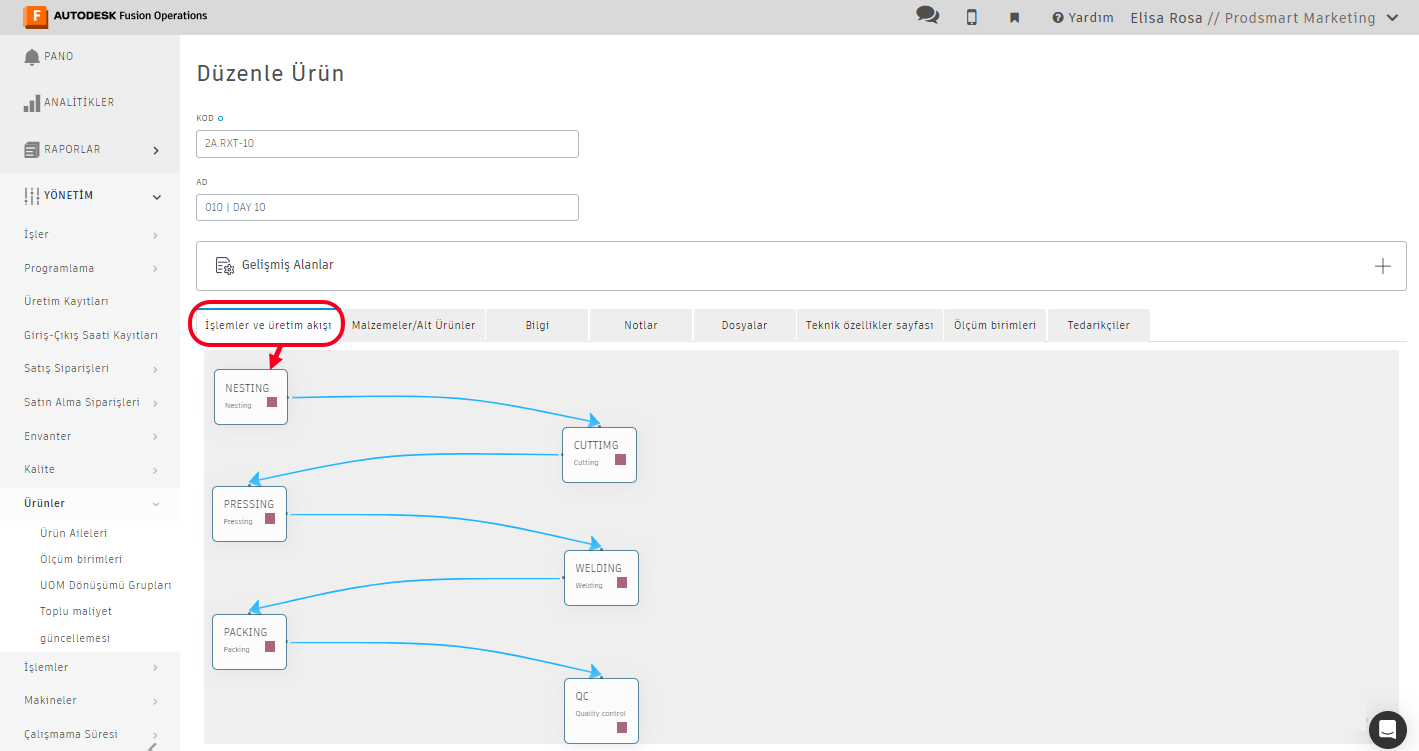 AUTODESK Fusion Operations
Yardım
Elisa Rosa // Prodsmart Marketing
PANO
ANALİTİKLER
RAPORLAR
YÖNETİM
İşler
Programlama
Üretim Kayıtları
Giriş-Çıkış Saati Kayıtları
Satış Siparişleri
Satın Alma Siparişleri
Envanter
Kalite
Ürünler
Ürün Aileleri
Ölçüm birimleri
UOM Dönüşümü Grupları
Toplu maliyet
güncellemesi
İşlemler
Makineler
Çalışmama Süresi
Düzenle Ürün
KOD
2A.RXT-10
AD
010 | DAY 10
Gelişmiş Alanlar
İşlemler ve üretim akışı
Malzemeler/Alt Ürünler
Bilgi
Notlar
Dosyalar
Teknik özellikler sayfası
Ölçüm birimleri
Tedarikçiler
NESTING
Nesting
CUTTIMG
Cutting
PRESSING
Pressing
WELDING
Welding
PACKING
Packing
QC
Quality control